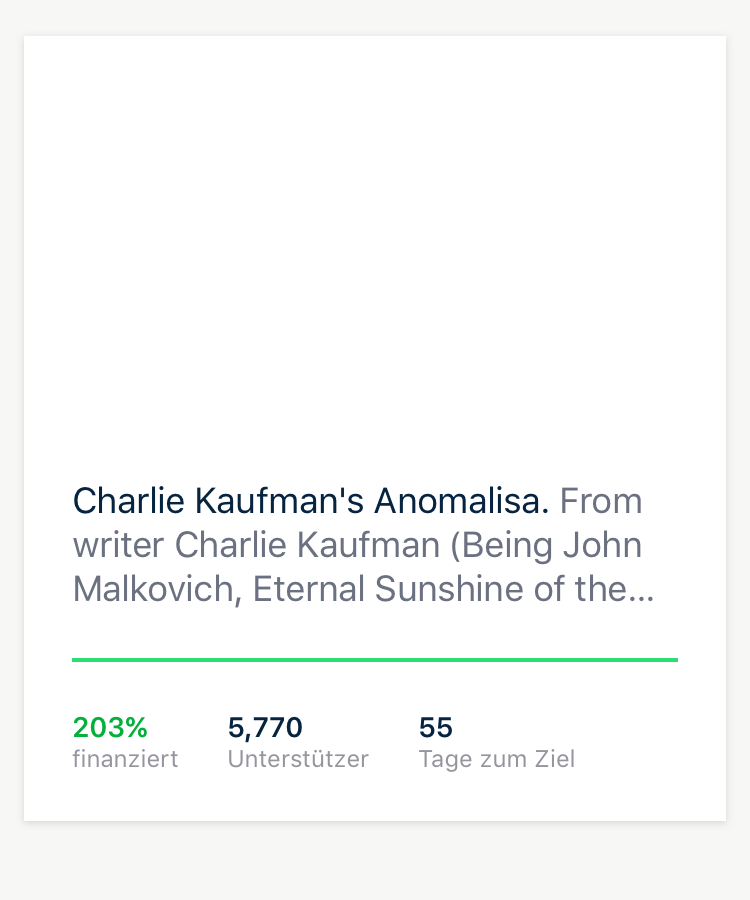 Charlie Kaufman's Anomalisa. From
writer Charlie Kaufman (Being John
Malkovich, Eternal Sunshine of the...
203% 5,770 55
finanziert Unterstützer Tage zum Ziel